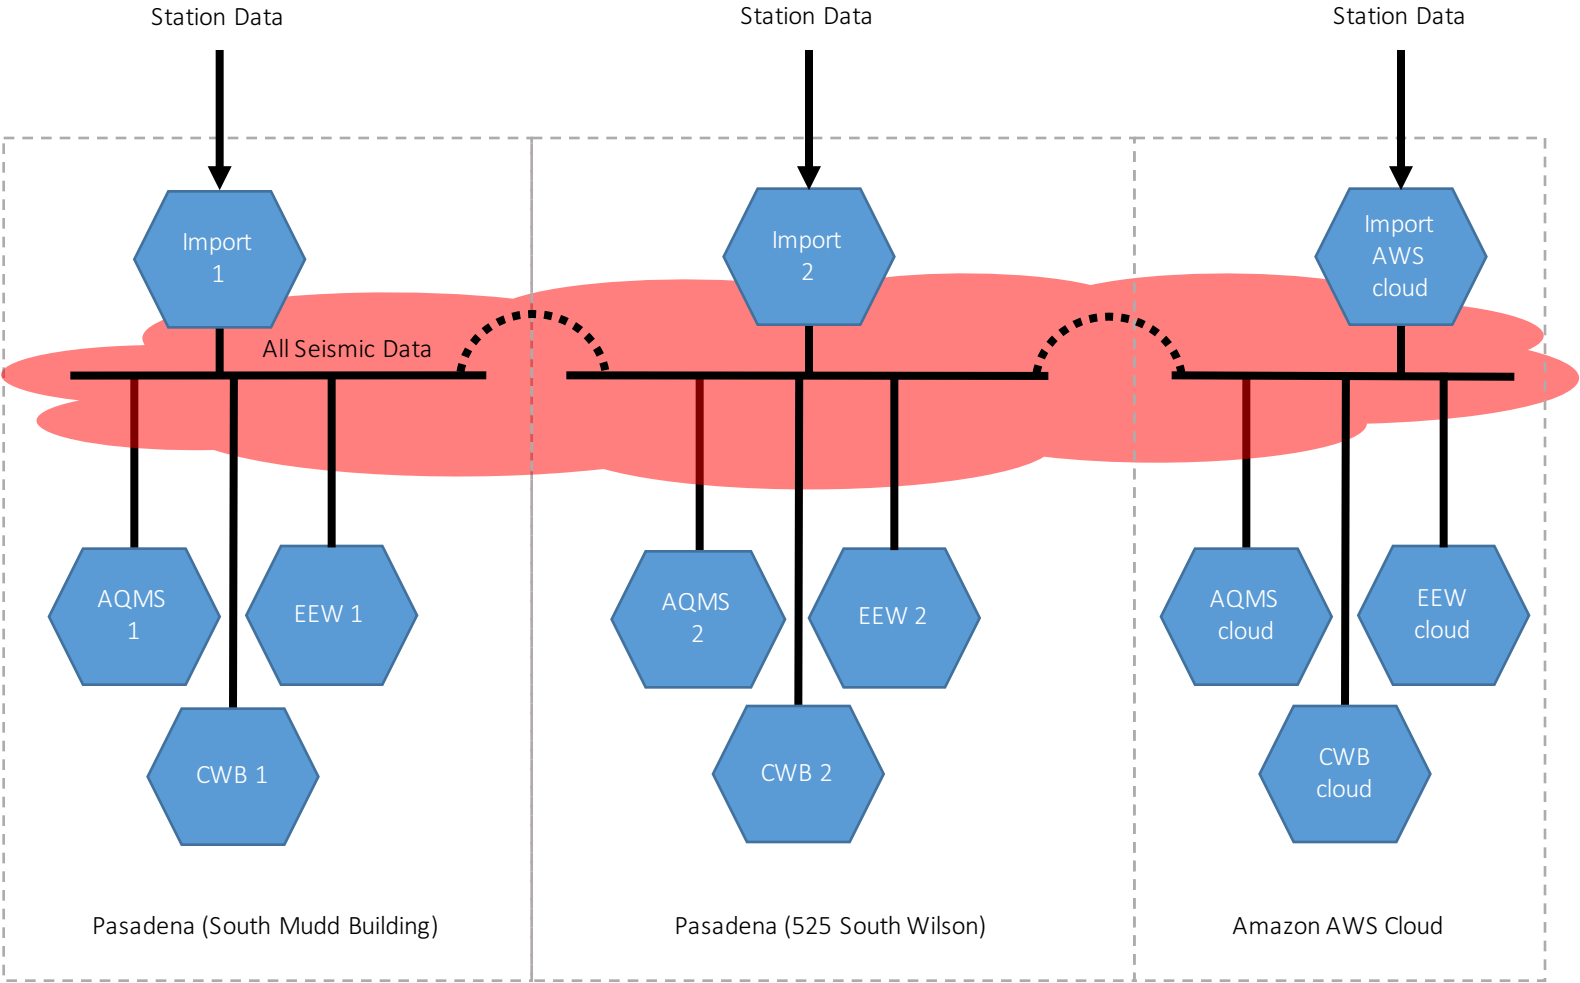 Station Data
Station Data
Station Data
Import
1
Import
2
Import
AWS
cloud
All Seismic Data
AQMS
1
EEW 1
AQMS
2
EEW 2
AQMS
cloud
EEW
cloud
CWB 1
CWB 2
CWB
cloud
Pasadena (South Mudd Building)
Pasadena (525 South Wilson)
Amazon AWS Cloud